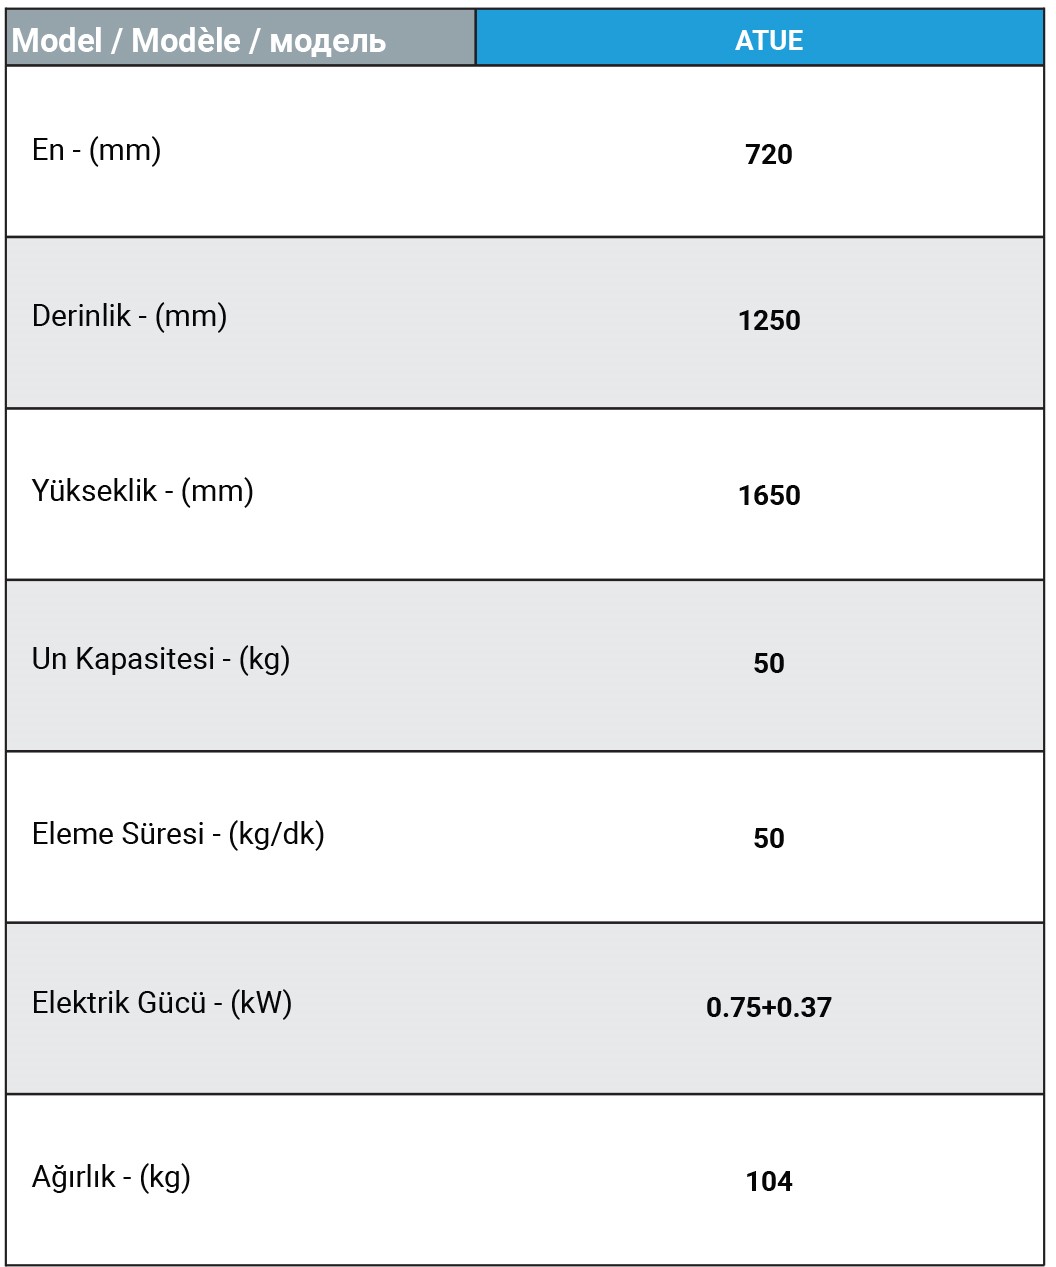 Model / Modèle / модель ATUE
En - (mm) 720
Derinlik - (mm) 1250
Yükseklik - (mm) 1650
Un Kapasitesi - (kg) 50
Eleme Süresi - (kg/dk) 50
Elektrik Gücü - (kW) 0.75+0.37
Ağırlık - (kg) 104